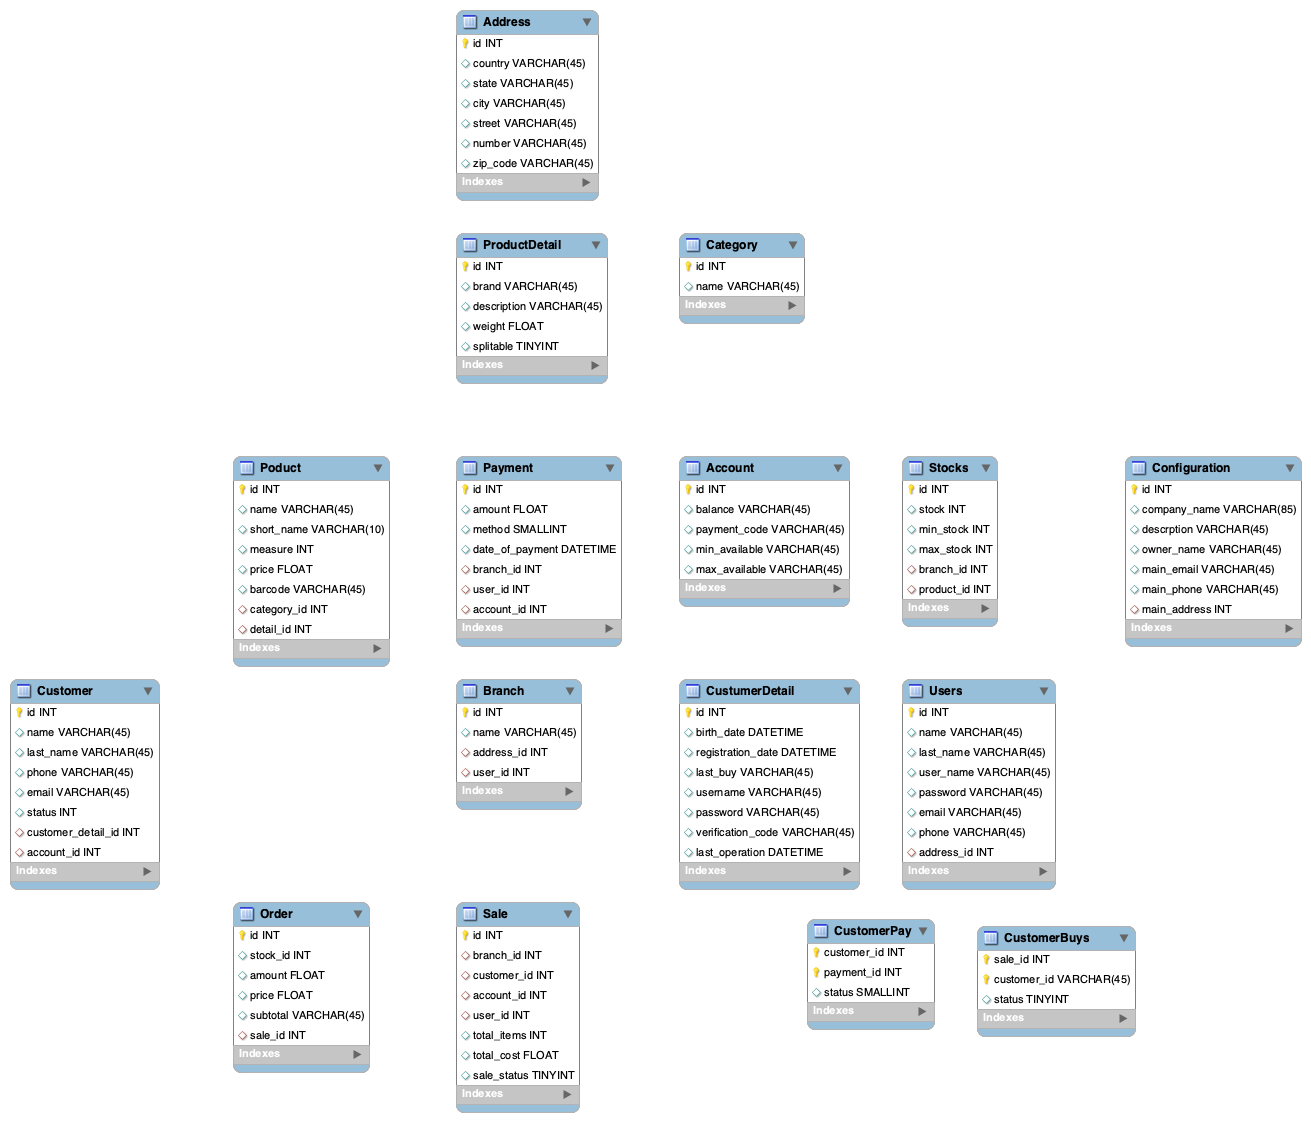 Address
id INT
country VARCHAR(45)
state VARCHAR(45)
city VARCHAR(45)
street VARCHAR(45)
number VARCHAR(45)
zip_code VARCHAR(45)
Indexes
ProductDetail
id INT
brand VARCHAR(45)
description VARCHAR(45)
weight FLOAT
splitable TINYINT
Indexes
Category
id INT
name VARCHAR(45)
Indexes
Poduct
id INT
name VARCHAR(45)
short_name VARCHAR(10)
measure INT
price FLOAT
barcode VARCHAR(45)
category_id INT
detail_id INT
Indexes
Payment
id INT
amount FLOAT
method SMALLINT
date_of_payment DATETIME
branch_id INT
user_id INT
account_id INT
Indexes
Account
id INT
balance VARCHAR(45)
payment_code VARCHAR(45)
min_available VARCHAR(45)
max_available VARCHAR(45)
Indexes
Stocks
id INT
stock INT
min_stock INT
max_stock INT
branch_id INT
product_id INT
Indexes
Configuration
id INT
company_name VARCHAR(85)
descrption VARCHAR(45)
owner_name VARCHAR(45)
main_email VARCHAR(45)
main_phone VARCHAR(45)
main_address INT
Indexes
Customer
id INT
name VARCHAR(45)
last_name VARCHAR(45)
phone VARCHAR(45)
email VARCHAR(45)
status INT
customer_detail_id INT
account_id INT
Indexes
Branch
id INT
name VARCHAR(45)
address_id INT
user_id INT
Indexes
CustumerDetail
id INT
birth_date DATETIME
registration_date DATETIME
last_buy VARCHAR(45)
username VARCHAR(45)
password VARCHAR(45)
verification_code VARCHAR(45)
last_operation DATETIME
Indexes
Users
id INT
name VARCHAR(45)
last_name VARCHAR(45)
user_name VARCHAR(45)
password VARCHAR(45)
email VARCHAR(45)
phone VARCHAR(45)
address_id INT
Indexes
Order
id INT
stock_id INT
amount FLOAT
price FLOAT
subtotal VARCHAR(45)
sale_id INT
Indexes
Sale
id INT
branch_id INT
customer_id INT
account_id INT
user_id INT
total_items INT
total_cost FLOAT
sale_status TINYINT
Indexes
CustomerPay
customer_id INT
payment_id INT
status SMALLINT
Indexes
CustomerBuys
sale_id INT
customer_id VARCHAR(45)
status TINYINT
Indexes